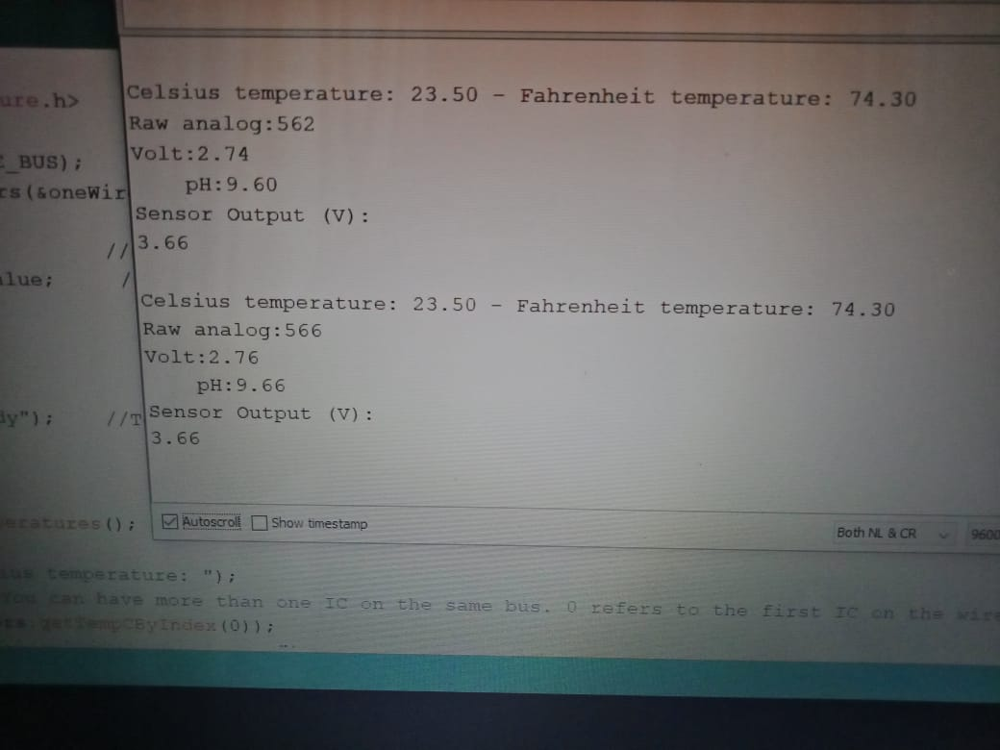 Celsius temperature: 23.50 - Fahrenheit temperature: 74.30
ure.h>
Raw analog:562
_BUS);
Volt:2.74
rs(&oneWir
pH:9.60
Sensor Output (V):
//
3.66
lue; /
Celsius temperature: 23.50 - Fahrenheit temperature: 74.30
Raw analog:566
Volt:2.76
pH:9.66
dy"); //T
Sensor Output (V):
3.66
eratures();
Autoscroll Show timestamp
Both NL & CR 9600
ius temperature: ");
You can have more than one IC on the same bus. 0 refers to the first IC on the wire
rs.getTempCByIndex(0));